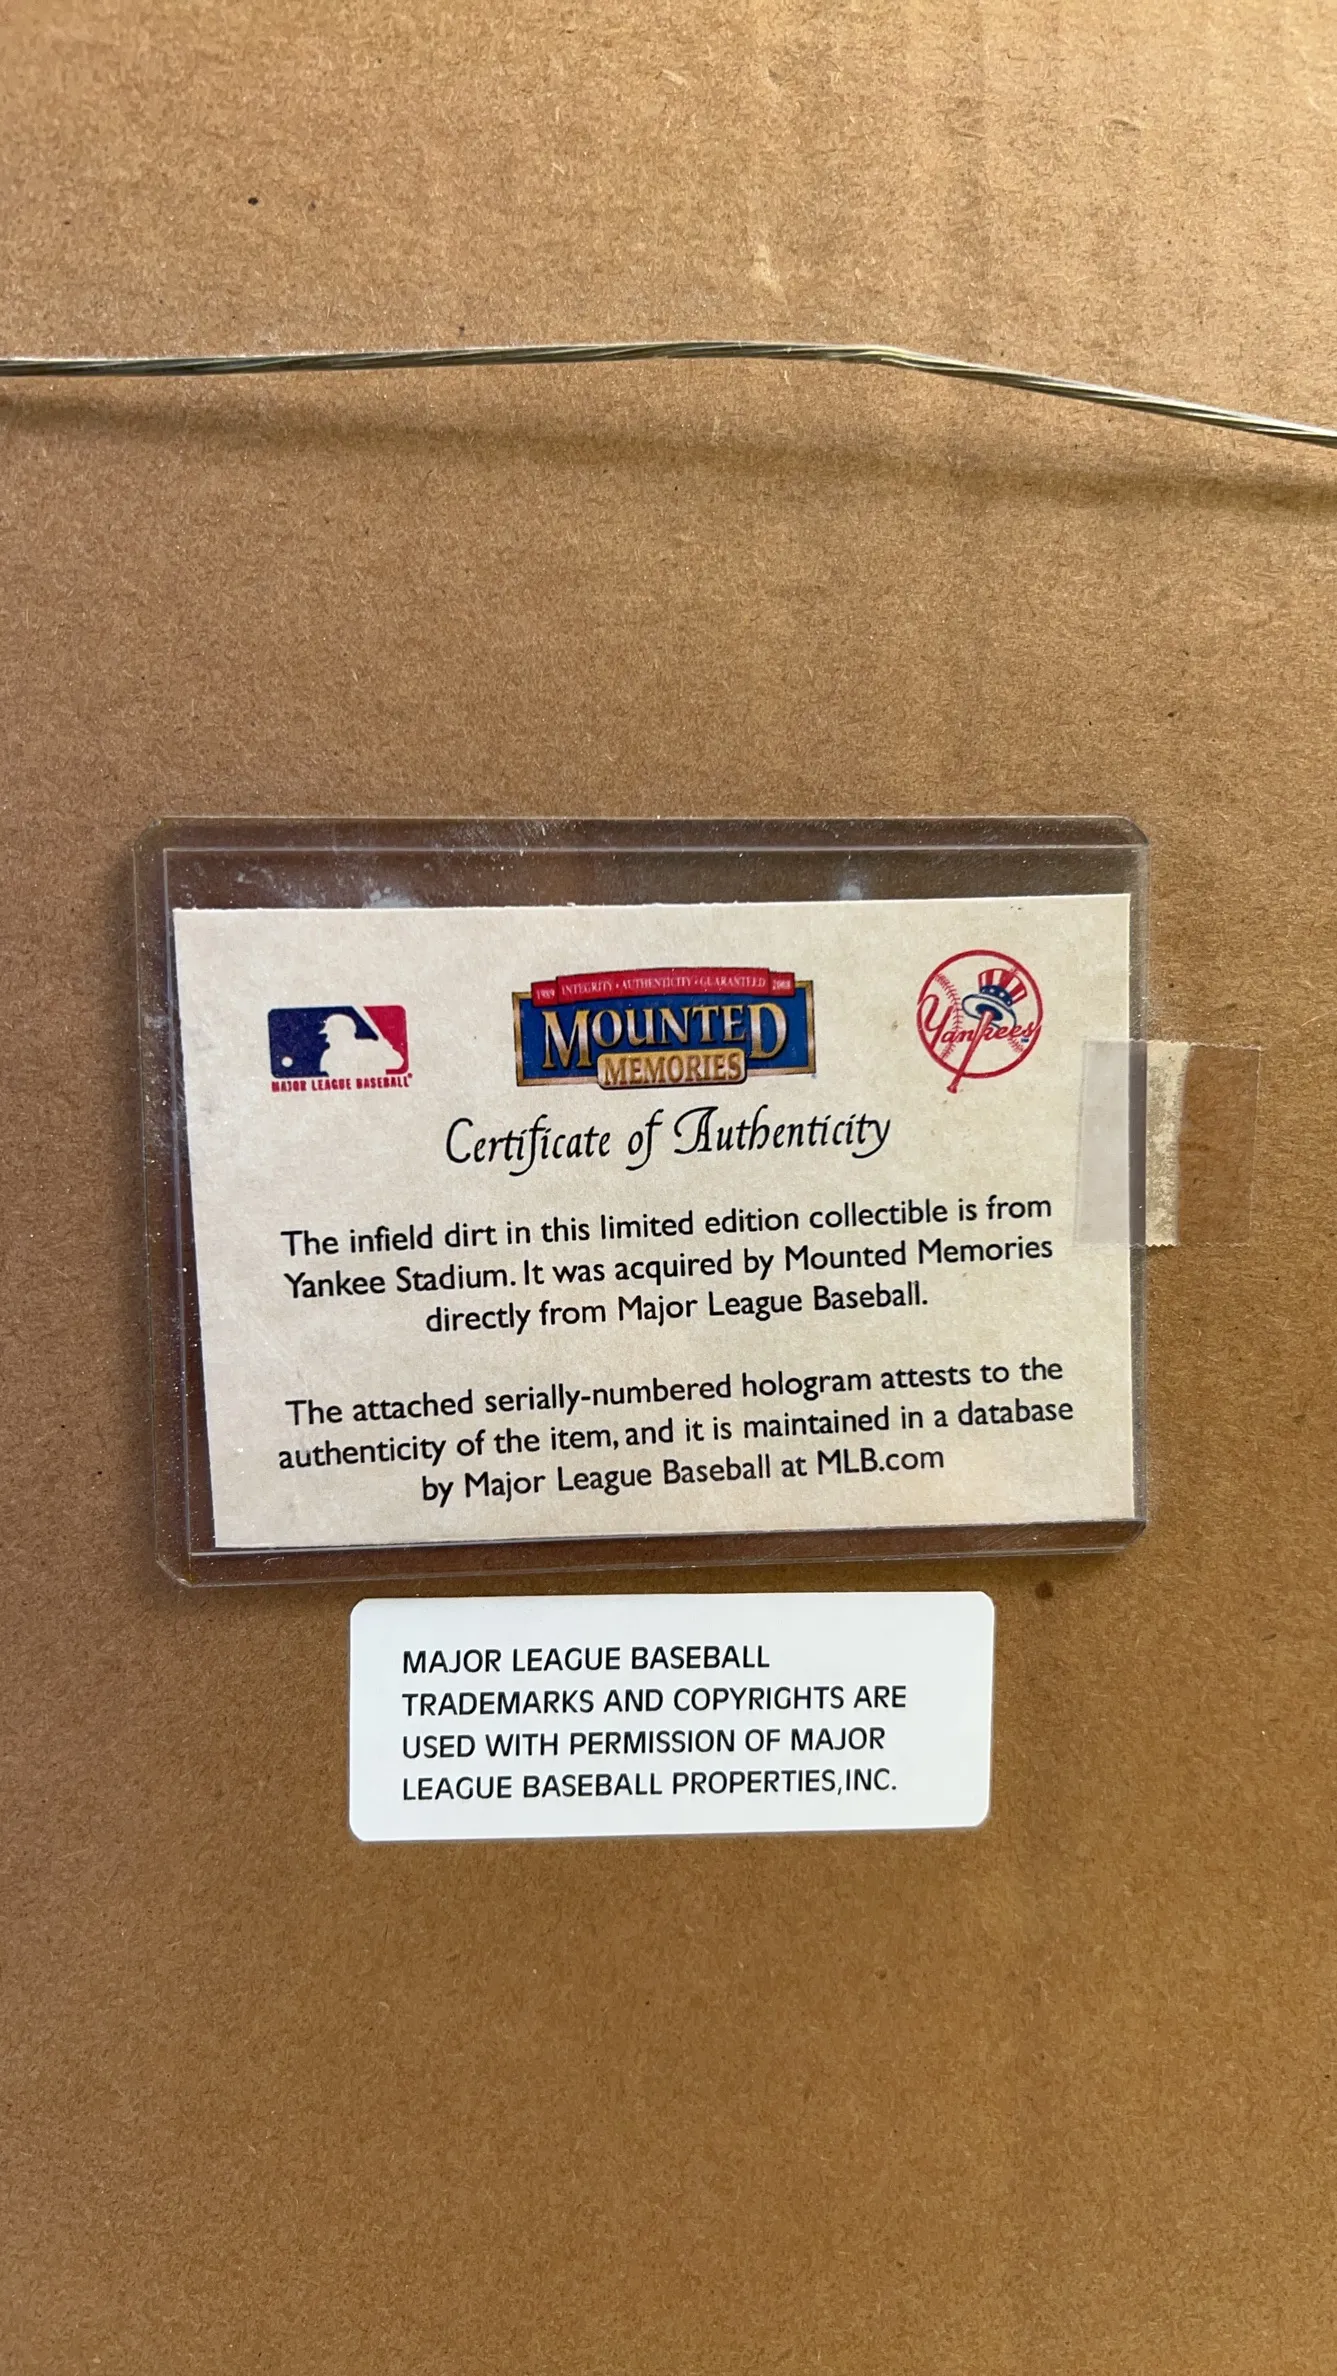 1989 INTEGRITY • AUTHENTICITY • GUARANTEED 2008
MOUNTED
MEMORIES
Yankees
MAJOR LEAGUE BASEBALL®
Certificate of Authenticity
The infield dirt in this limited edition collectible is from
Yankee Stadium. It was acquired by Mounted Memories
directly from Major League Baseball.
The attached serially-numbered hologram attests to the
authenticity of the item, and it is maintained in a database
by Major League Baseball at MLB.com
MAJOR LEAGUE BASEBALL
TRADEMARKS AND COPYRIGHTS ARE
USED WITH PERMISSION OF MAJOR
LEAGUE BASEBALL PROPERTIES,INC.